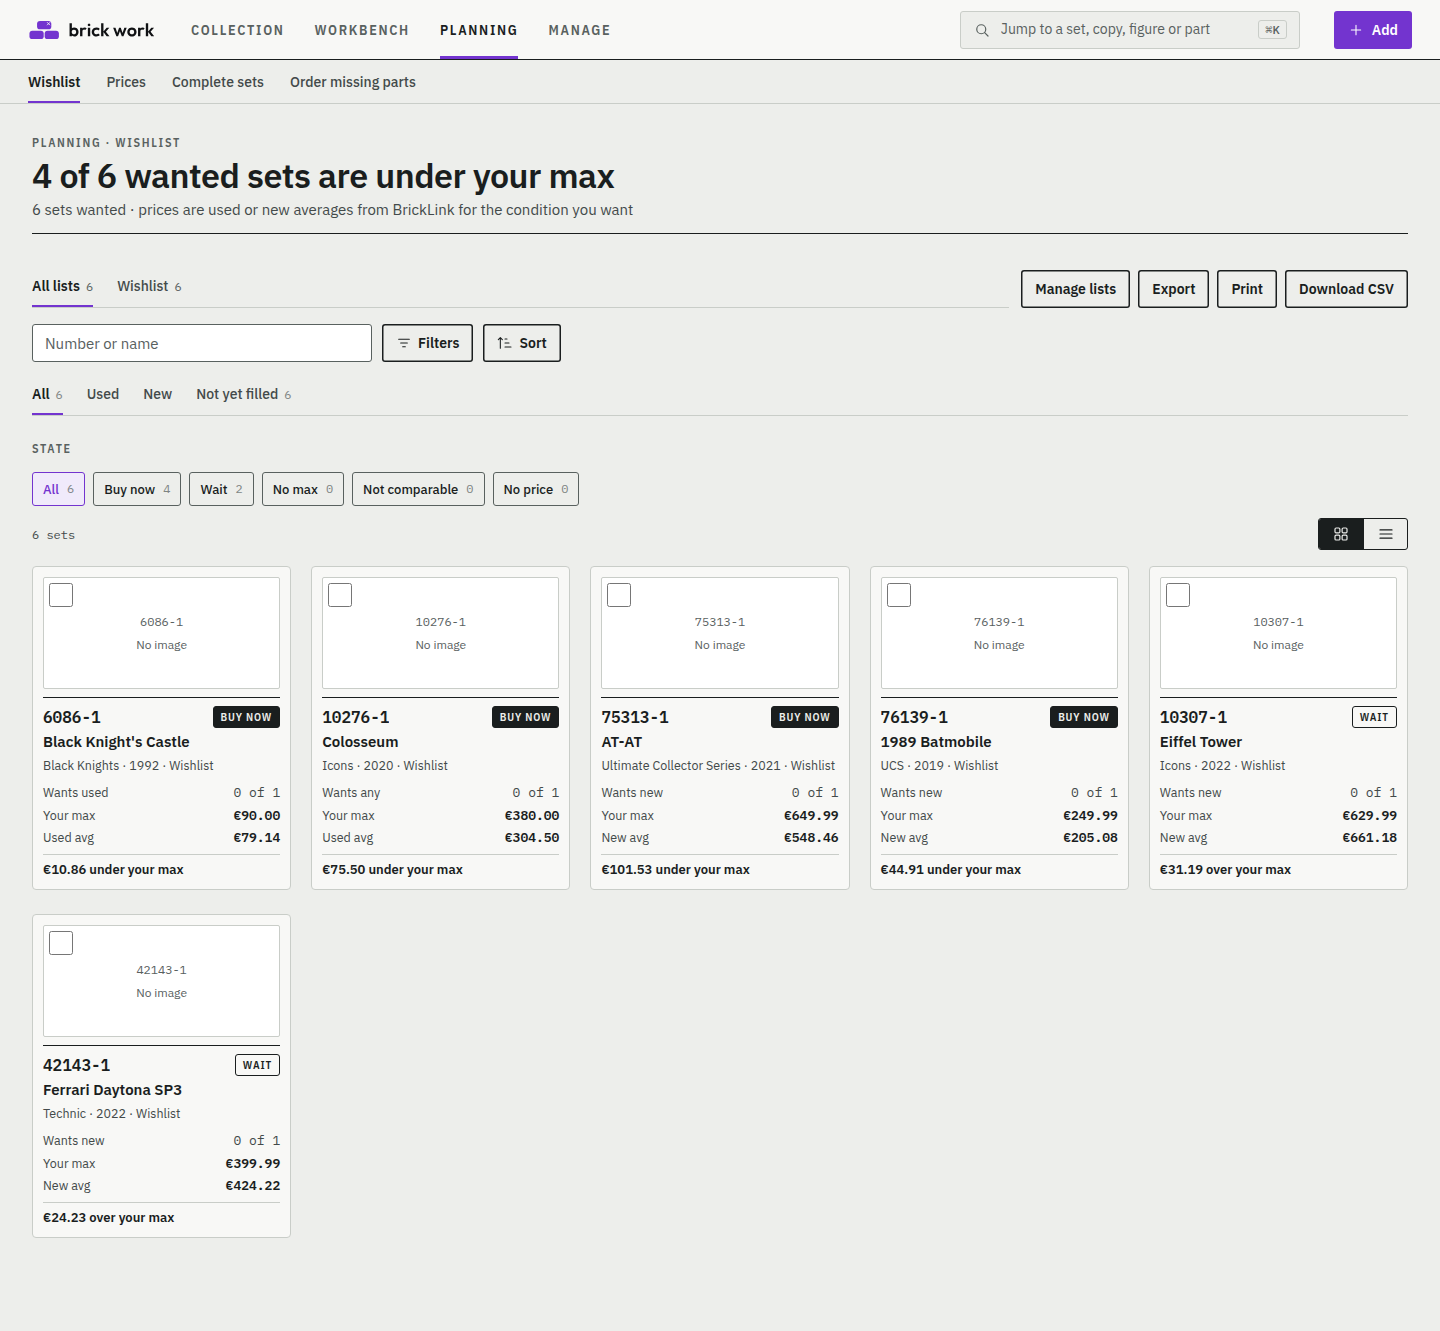 brick work COLLECTION WORKBENCH PLANNING MANAGE Jump to a set, copy, figure or part ⌘K + Add
Wishlist Prices Complete sets Order missing parts
PLANNING · WISHLIST
4 of 6 wanted sets are under your max
6 sets wanted · prices are used or new averages from BrickLink for the condition you want
All lists 6 Wishlist 6 Manage lists Export Print Download CSV
Number or name Filters Sort
All 6 Used New Not yet filled 6
STATE
All 6 Buy now 4 Wait 2 No max 0 Not comparable 0 No price 0
6 sets
6086-1
No image
6086-1 BUY NOW
Black Knight's Castle
Black Knights · 1992 · Wishlist
Wants used 0 of 1
Your max €90.00
Used avg €79.14
€10.86 under your max
10276-1
No image
10276-1 BUY NOW
Colosseum
Icons · 2020 · Wishlist
Wants any 0 of 1
Your max €380.00
Used avg €304.50
€75.50 under your max
75313-1
No image
75313-1 BUY NOW
AT-AT
Ultimate Collector Series · 2021 · Wishlist
Wants new 0 of 1
Your max €649.99
New avg €548.46
€101.53 under your max
76139-1
No image
76139-1 BUY NOW
1989 Batmobile
UCS · 2019 · Wishlist
Wants new 0 of 1
Your max €249.99
New avg €205.08
€44.91 under your max
10307-1
No image
10307-1 WAIT
Eiffel Tower
Icons · 2022 · Wishlist
Wants new 0 of 1
Your max €629.99
New avg €661.18
€31.19 over your max
42143-1
No image
42143-1 WAIT
Ferrari Daytona SP3
Technic · 2022 · Wishlist
Wants new 0 of 1
Your max €399.99
New avg €424.22
€24.23 over your max